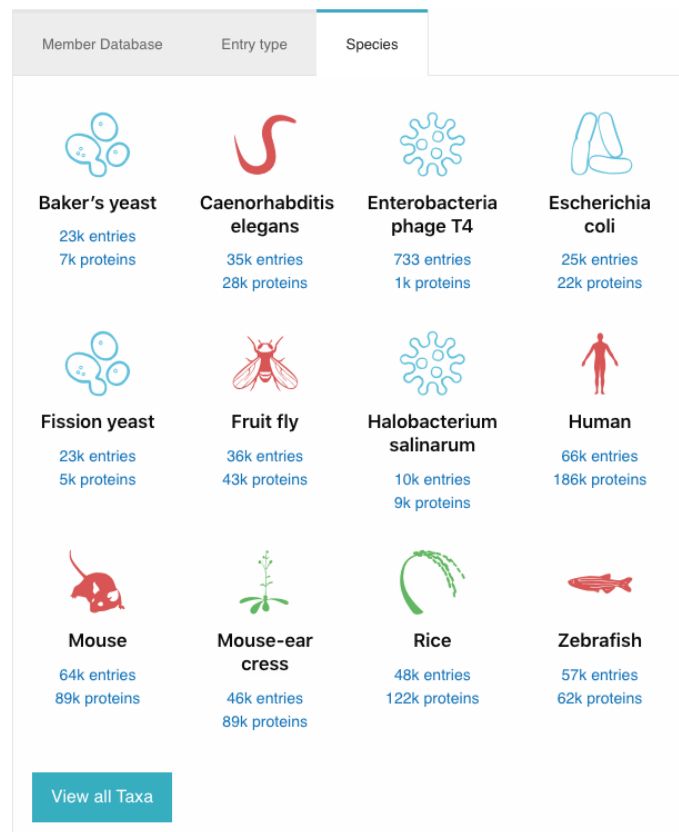 Member Database
Entry type
Species
Baker's yeast
23k entries
7k proteins
Caenorhabditis
elegans
35k entries
28k proteins
Enterobacteria
phage T4
733 entries
1k proteins
Escherichia
coli
25k entries
22k proteins
Fission yeast
23k entries
5k proteins
Fruit fly
36k entries
43k proteins
Halobacterium
salinarum
10k entries
9k proteins
Human
66k entries
186k proteins
Mouse
64k entries
89k proteins
Mouse-ear
cress
46k entries
89k proteins
Rice
48k entries
122k proteins
Zebrafish
57k entries
62k proteins
View all Taxa